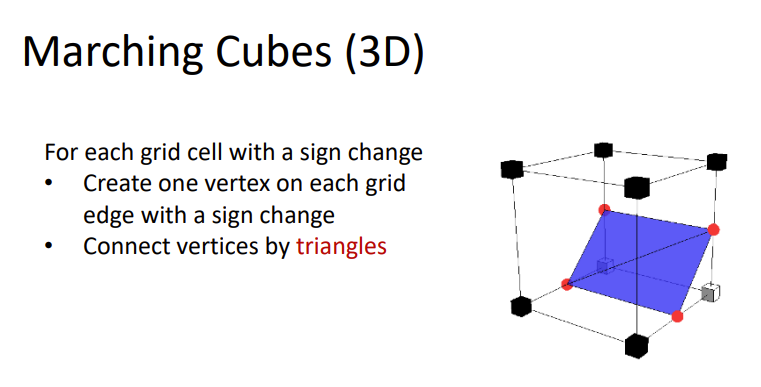 Marching Cubes (3D)
For each grid cell with a sign change
• Create one vertex on each grid
edge with a sign change
• Connect vertices by triangles